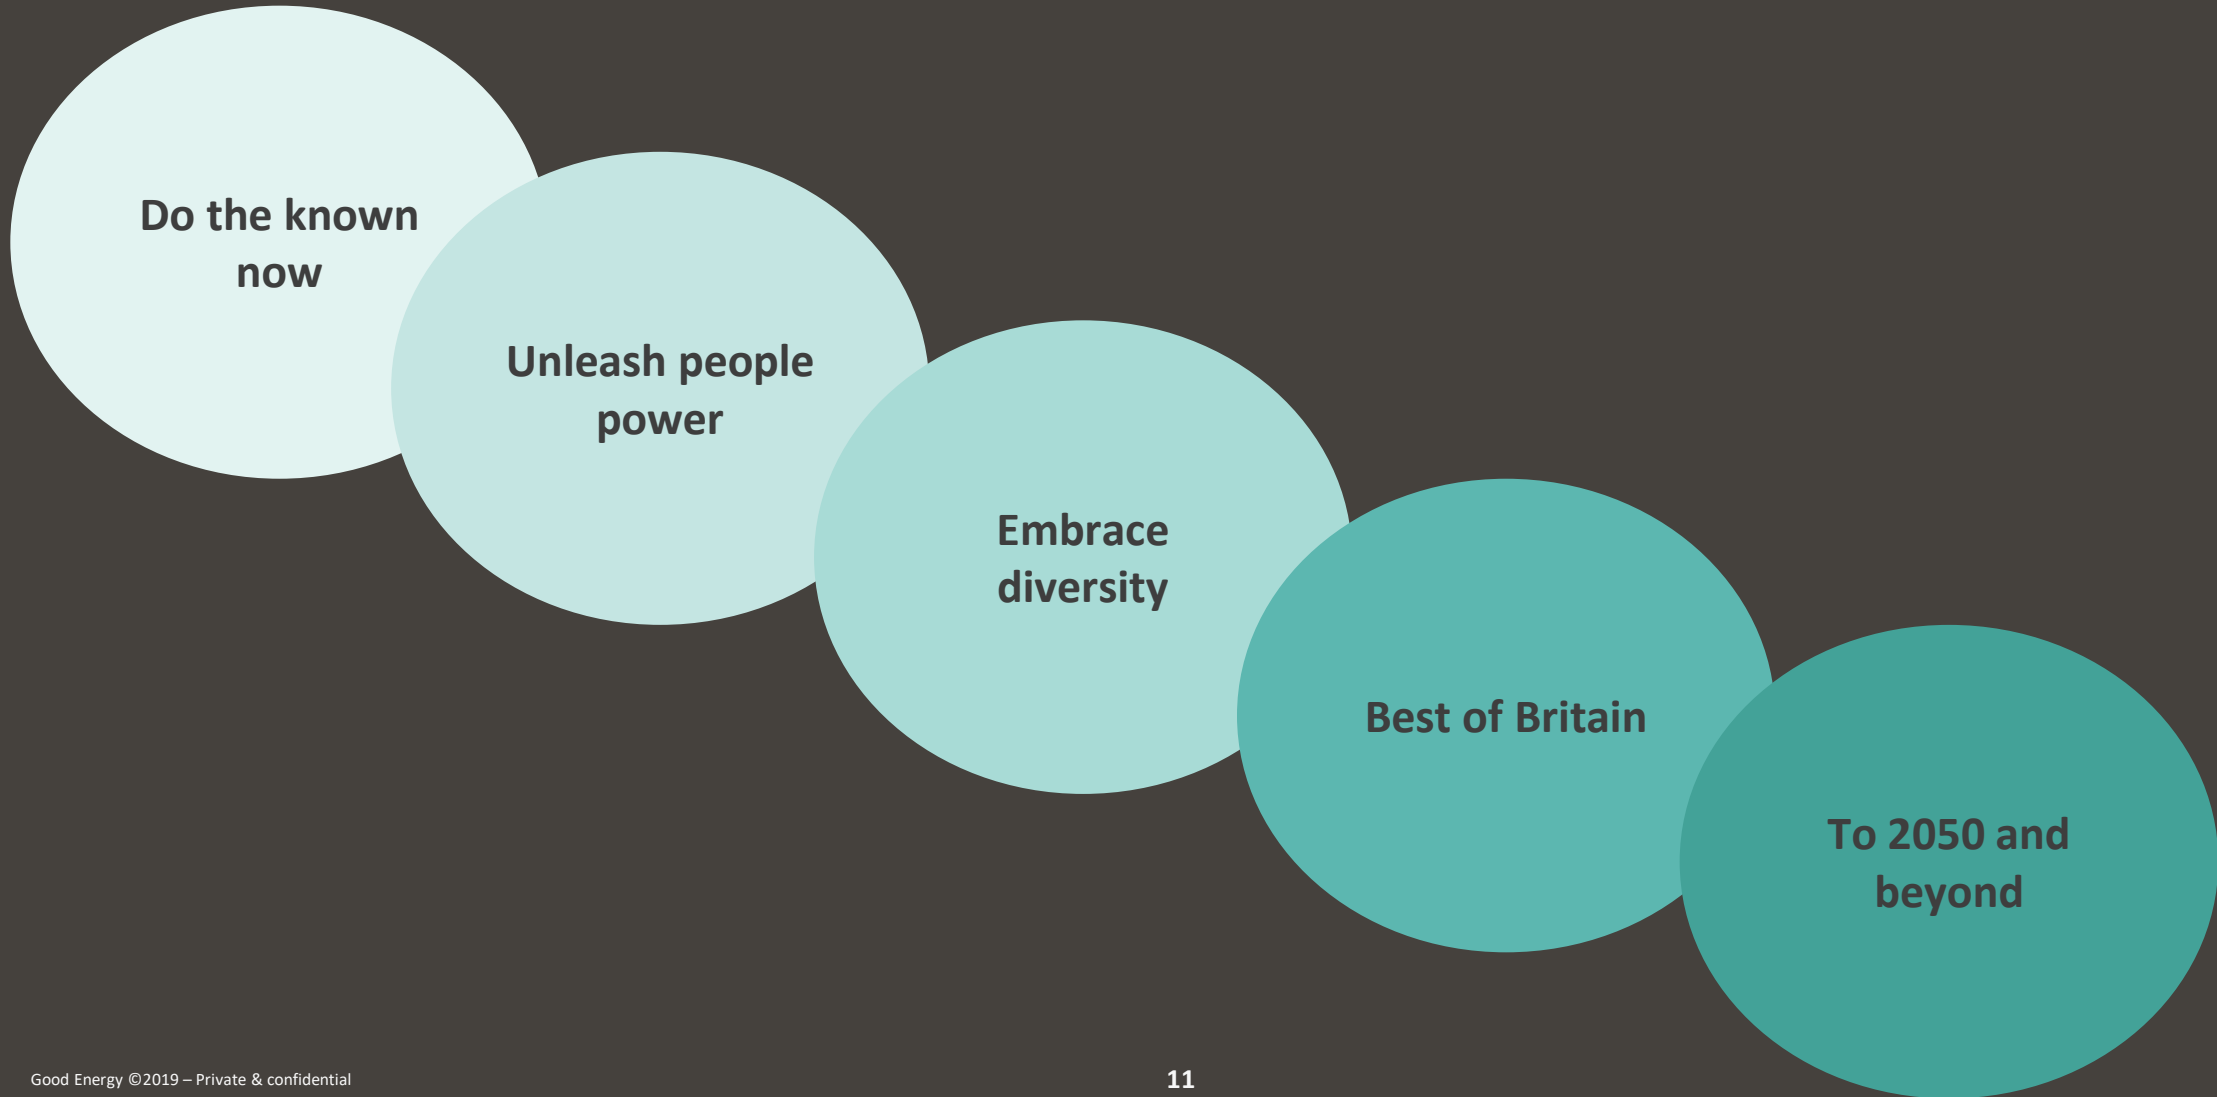 Do the known
now
Unleash people
power
Embrace
diversity
Best of Britain
To 2050 and
beyond
Good Energy ©2019 – Private & confidential
11